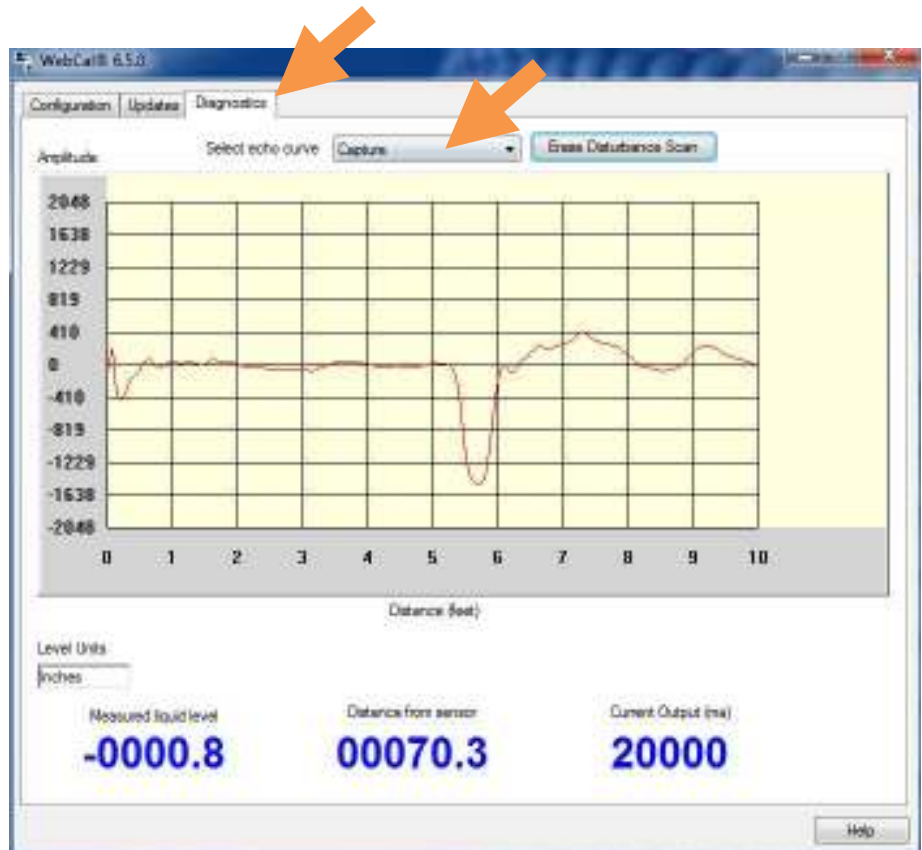 WebCal® 6.5.0
Configuration Updates Diagnostics
Select echo curve Capture Erase Disturbance Scan
Amplitude
2048
1638
1229
819
410
0
-410
-819
-1229
-1638
-2048
0 1 2 3 4 5 6 7 8 9 10
Distance (feet)
Level Units
Inches
Measured liquid level Distance from sensor Current Output (ma)
-0000.8 00070.3 20000
Help